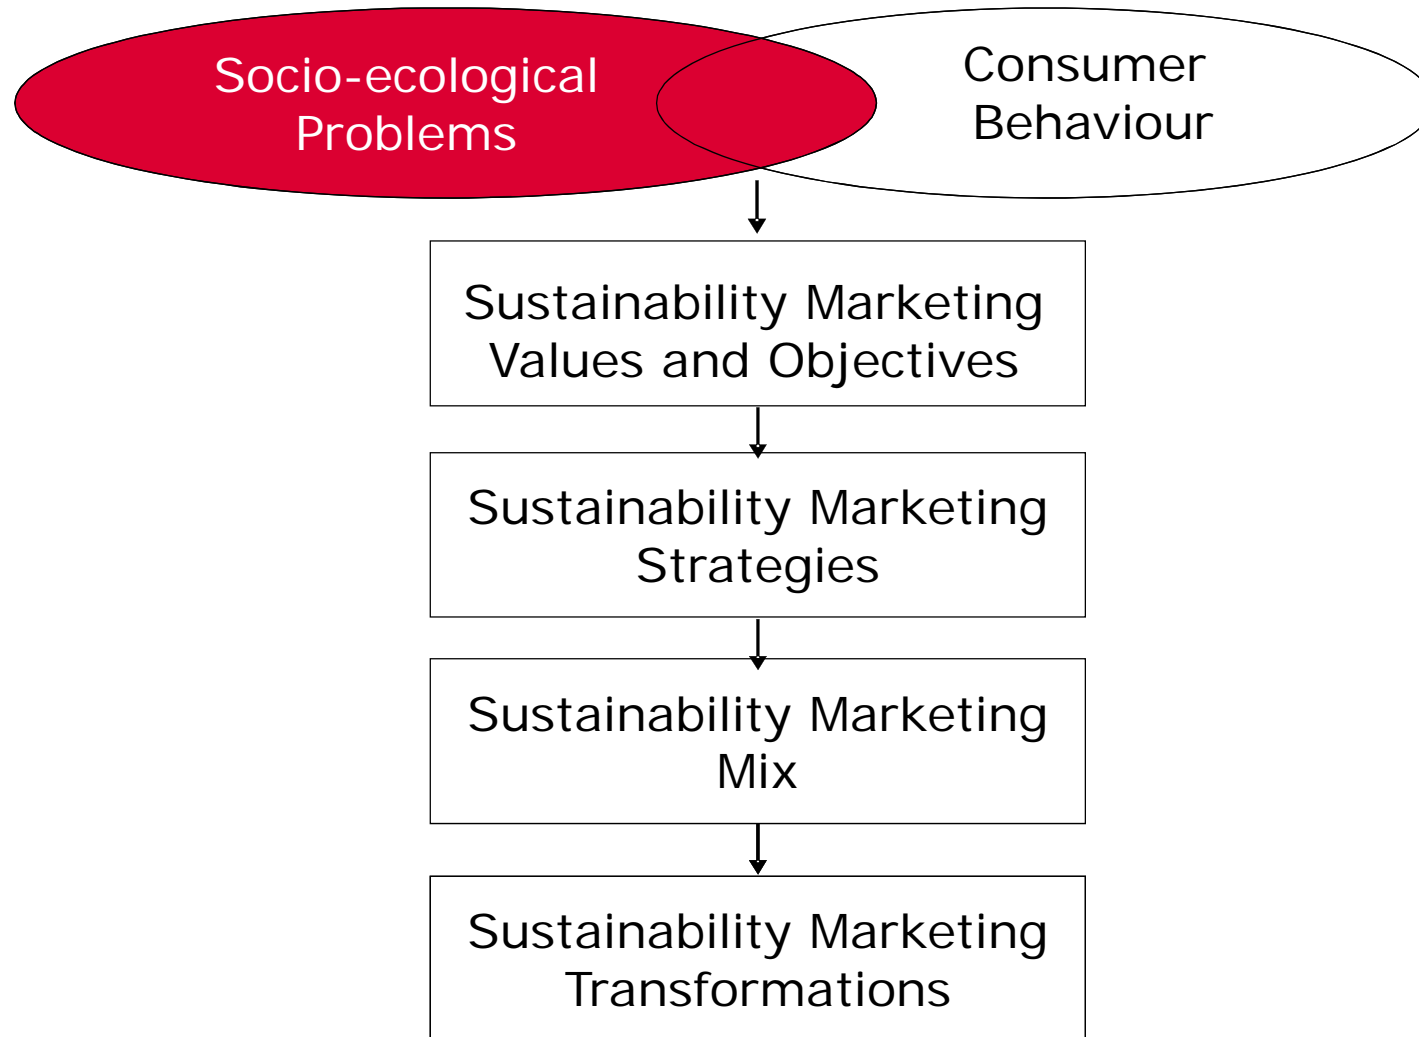 Socio-ecological
Problems
Consumer
Behaviour
Sustainability Marketing
Values and Objectives
Sustainability Marketing
Strategies
Sustainability Marketing
Mix
Sustainability Marketing
Transformations